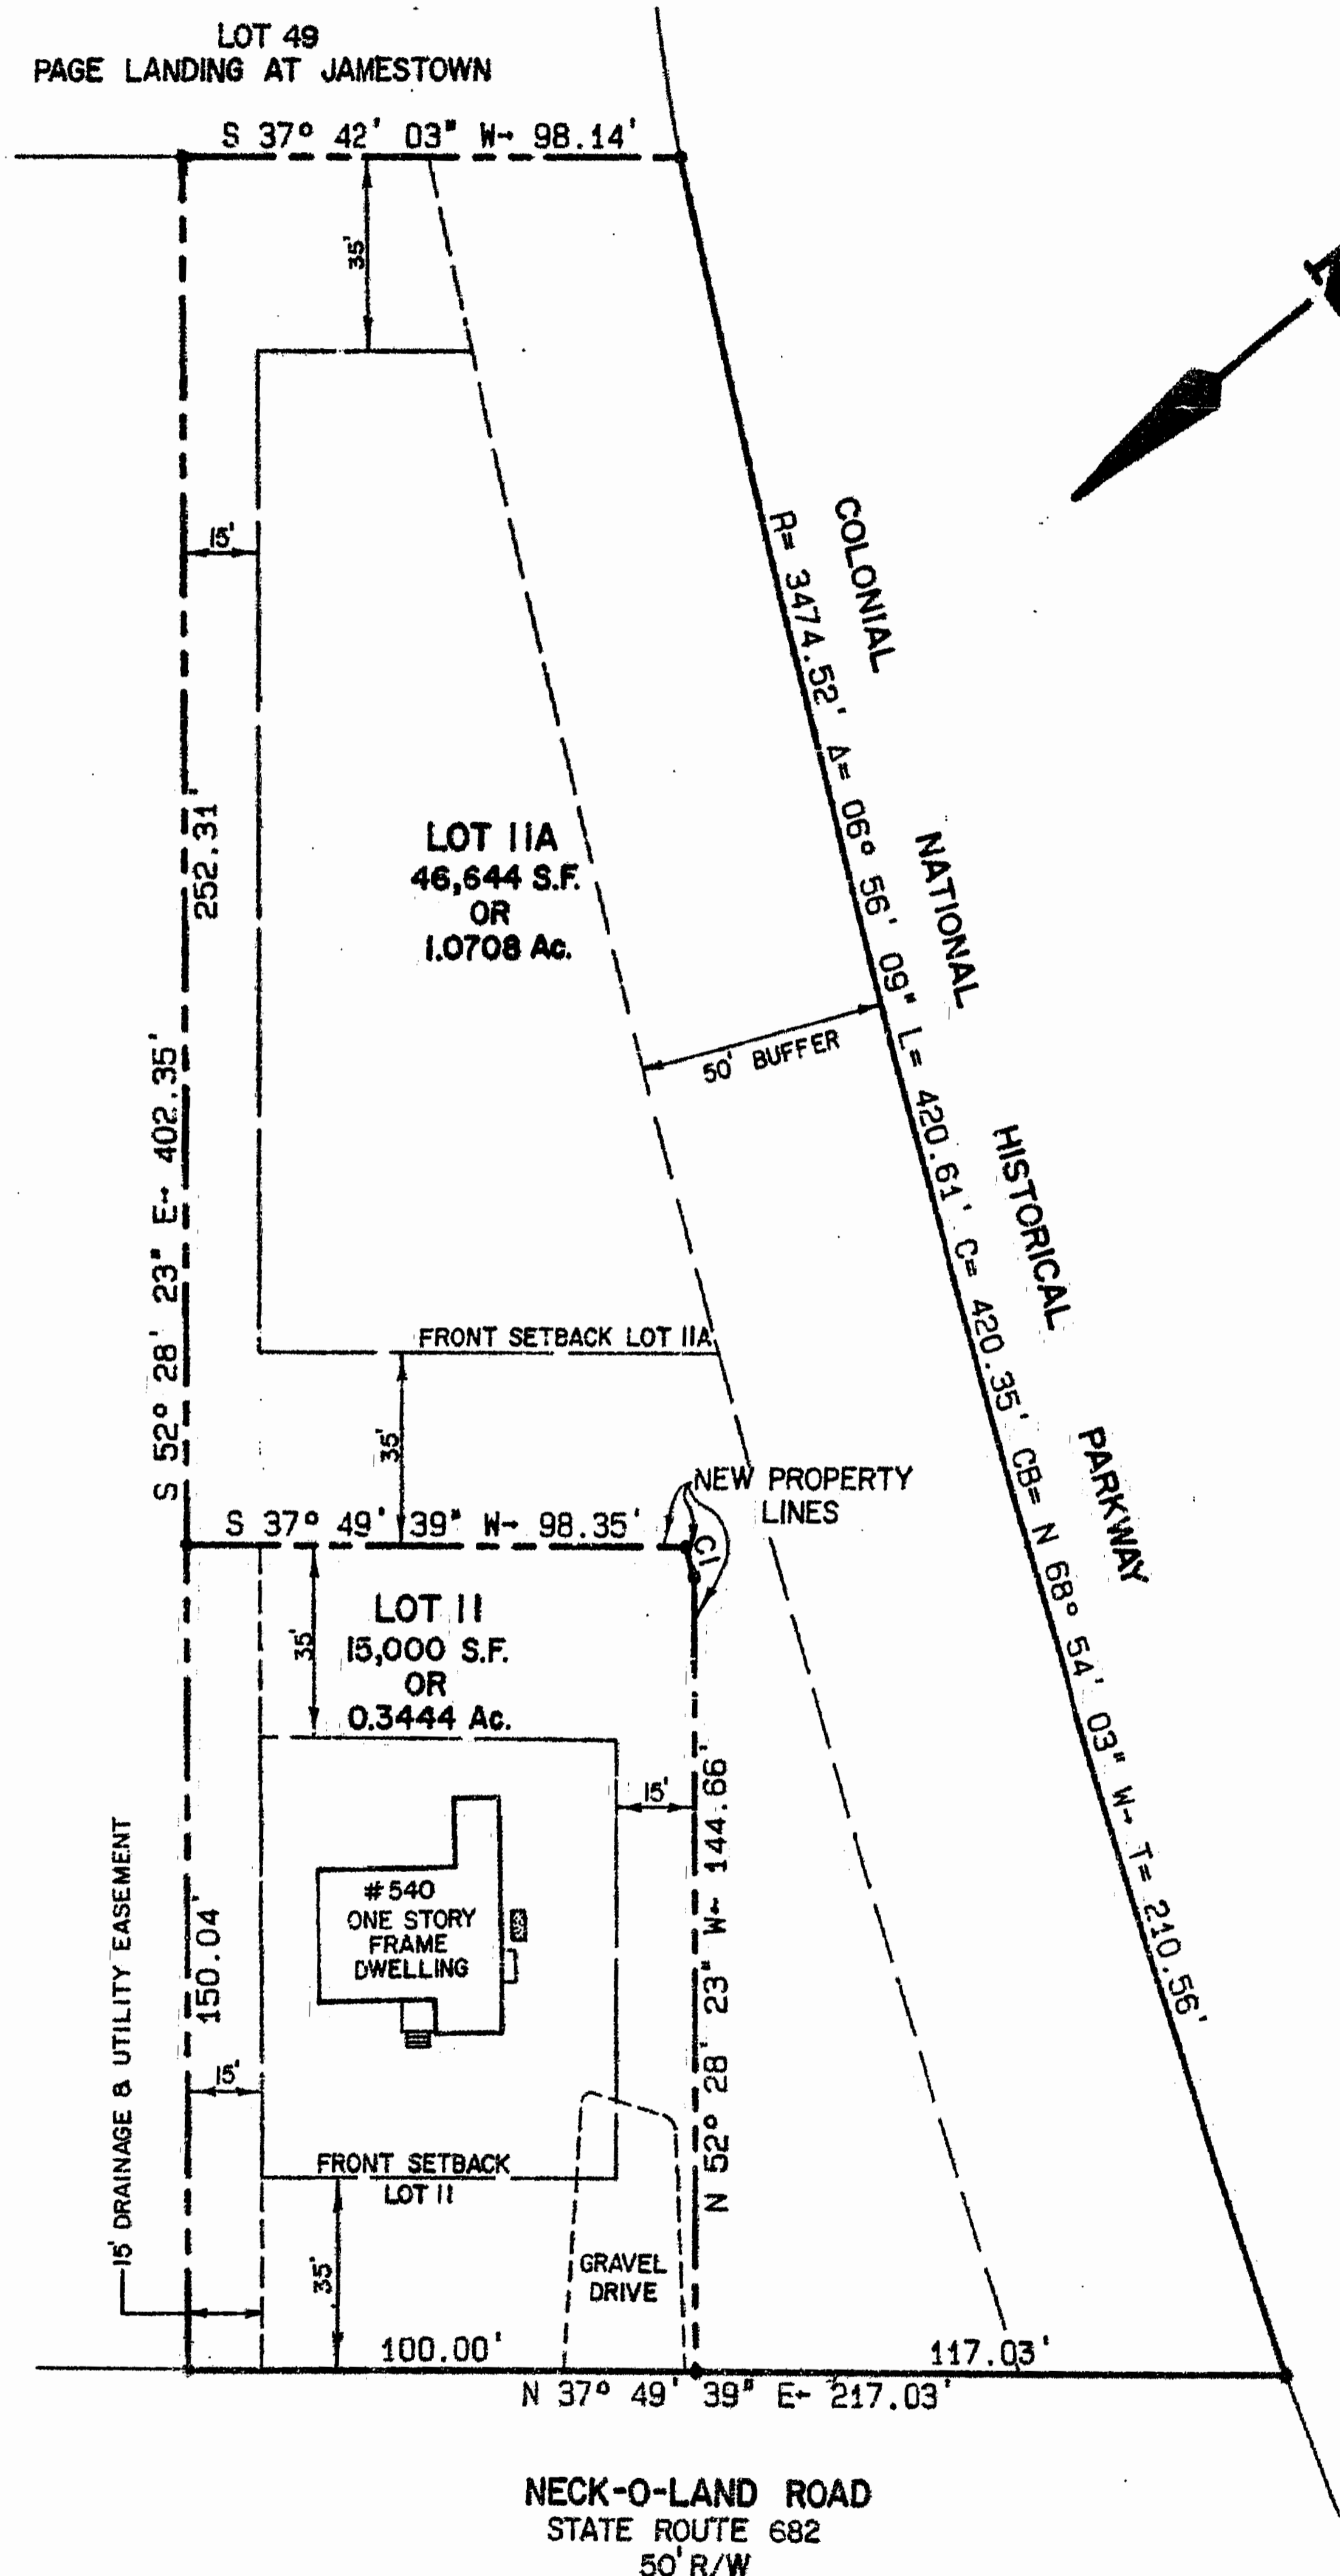 LOT 49
PAGE LANDING AT JAMESTOWN
S 37° 42' 03" W- 98.14'
35'
15'
252.31'
S 52° 28' 23" E- 402.35'
LOT 11A
46,644 S.F.
OR
1.0708 Ac.
COLONIAL NATIONAL HISTORICAL PARKWAY
R= 3474.52' Δ= 06° 56' 09" L= 420.61' C= 420.35' CB= N 68° 54' 03" W- T= 210.56'
50' BUFFER
FRONT SETBACK LOT 11A
35'
NEW PROPERTY
LINES
S 37° 49' 39" W- 98.35'
C1
LOT 11
15,000 S.F.
OR
0.3444 Ac.
35'
15'
N 52° 28' 23" W- 144.66'
#540
ONE STORY
FRAME
DWELLING
150.04'
15' DRAINAGE & UTILITY EASEMENT
15'
FRONT SETBACK
LOT 11
35'
GRAVEL
DRIVE
100.00'
117.03'
N 37° 49' 39" E- 217.03'
NECK-O-LAND ROAD
STATE ROUTE 682
50' R/W